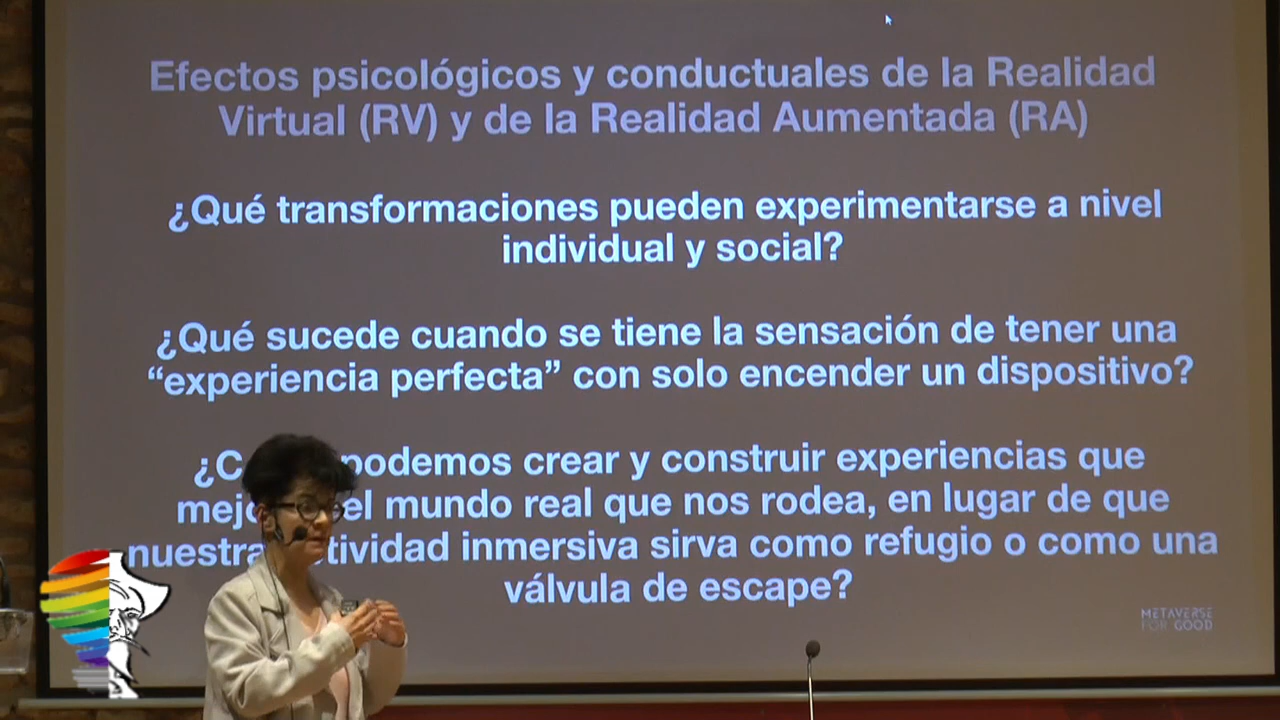 Efectos psicológicos y conductuales de la Realidad
Virtual (RV) y de la Realidad Aumentada (RA)
¿Qué transformaciones pueden experimentarse a nivel
individual y social?
¿Qué sucede cuando se tiene la sensación de tener una
“experiencia perfecta” con solo encender un dispositivo?
¿C podemos crear y construir experiencias que
mejo el mundo real que nos rodea, en lugar de que
nuestra tividad inmersiva sirva como refugio o como una
válvula de escape?
METAVERSE
FOR GOOD